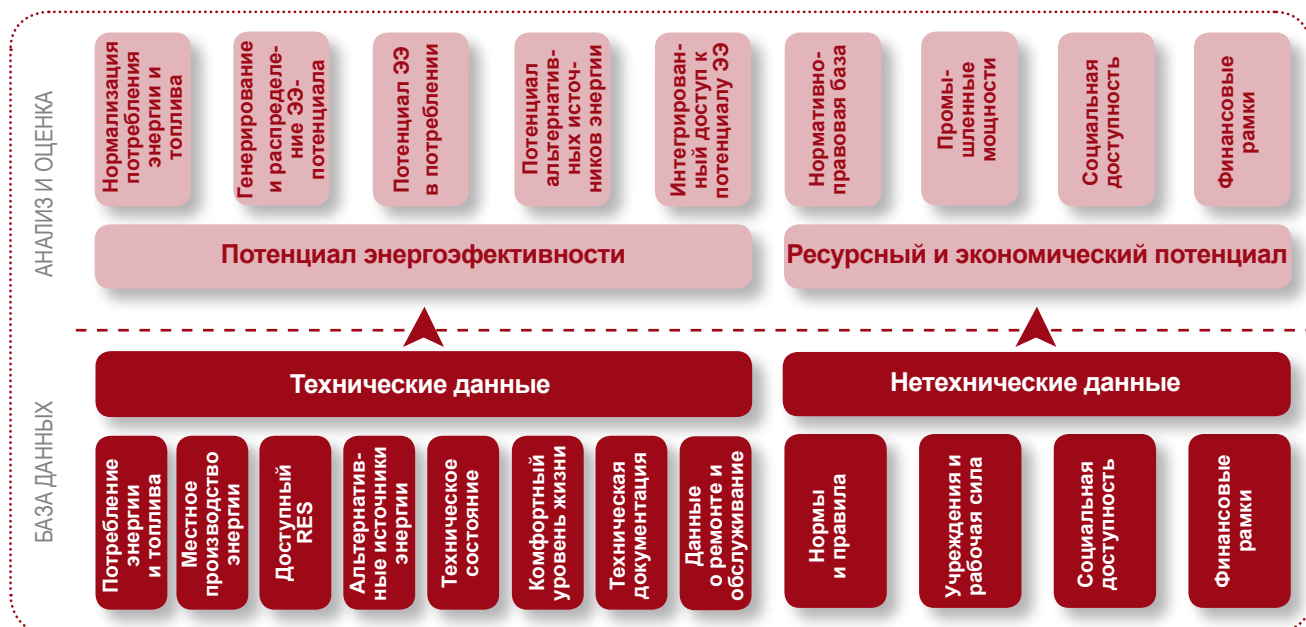 АНАЛИЗ И ОЦЕНКА
Нормализация
потребления
энергии и
топлива
Генерирование
и распределе-
ние ЭЭ-
потенциала
Потенциал ЭЭ
в потреблении
Потенциал
альтернатив-
ных источ-
ников энергии
Интегрирован-
ный доступ к
потенциалу ЭЭ
Нормативно-
правовая база
Промы-
шленные
мощности
Социальная
доступность
Финансовые
рамки
Потенциал энергоэфективности
Ресурсный и экономический потенциал
БАЗА ДАННЫХ
Технические данные
Нетехнические данные
Потребление
энергии
и топлива
Местное
производство
энергии
Доступный
RES
Альтернатив-
ные источники
энергии
Техническое
состояние
Комфортный
уровень жизни
Техническая
документация
Данные
о ремонте и
обслуживание
Нормы
и правила
Учреждения и
рабочая сила
Социальная
доступность
Финансовые
рамки